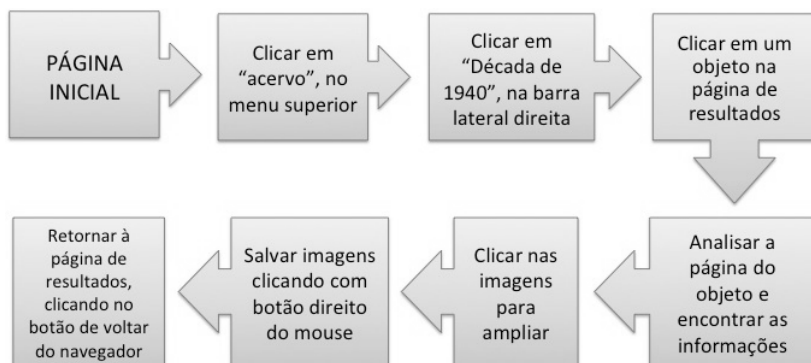 PÁGINA
INICIAL
Clicar em
“acervo”, no
menu superior
Clicar em
“Década de
1940”, na barra
lateral direita
Clicar em um
objeto na
página de
resultados
Analisar a
página do
objeto e
encontrar as
informações
Clicar nas
imagens
para
ampliar
Salvar imagens
clicando com
botão direito
do mouse
Retornar à
página de
resultados,
clicando no
botão de voltar
do navegador